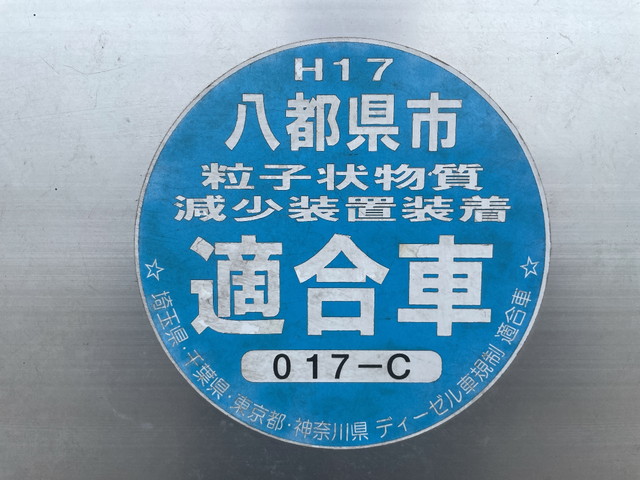 H17
八都県市
粒子状物質
減少装置装着
適合車
017-C
☆埼玉県・千葉県・東京都・神奈川県 ディーゼル車規制 適合車☆